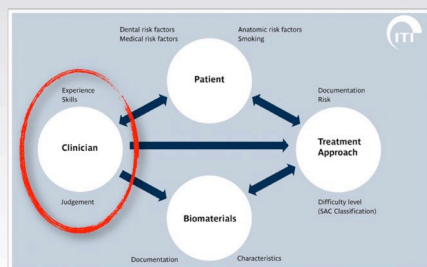 Dental risk factors
Medical risk factors
Anatomic risk factors
Smoking
ITI
Patient
Experience
Skills
Documentation
Risk
Clinician
Treatment
Approach
Judgement
Difficulty level
(SAC Classification)
Biomaterials
Documentation
Characteristics